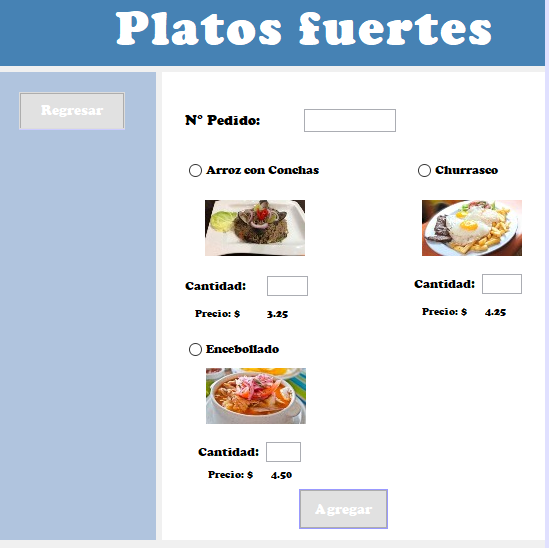 Platos fuertes
Regresar
N° Pedido:
Arroz con Conchas
Churrasco
Cantidad:
Cantidad:
Precio: $ 3.25
Precio: $ 4.25
Encebollado
Cantidad:
Precio: $ 4.50
Agregar